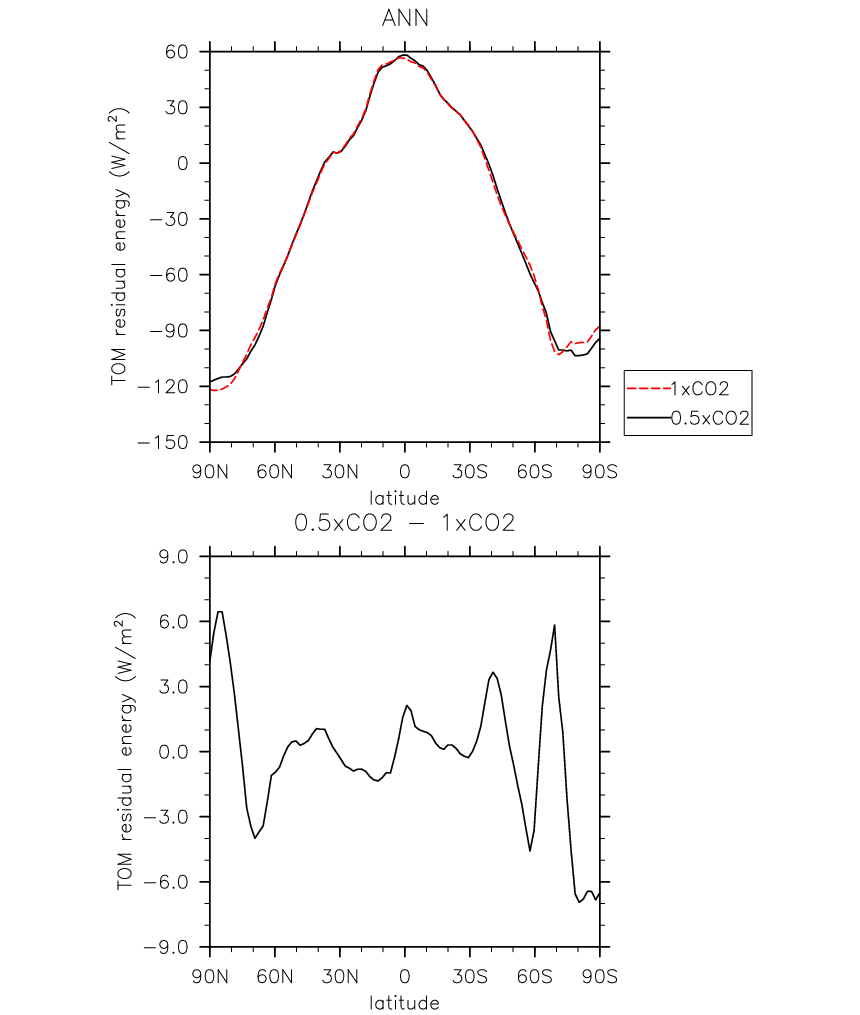 ANN
TOM residual energy (W/m²)
60
30
0
−30
−60
−90
−120
−150
90N 60N 30N 0 30S 60S 90S
latitude
1xCO2
0.5xCO2
0.5xCO2 − 1xCO2
TOM residual energy (W/m²)
9.0
6.0
3.0
0.0
−3.0
−6.0
−9.0
90N 60N 30N 0 30S 60S 90S
latitude